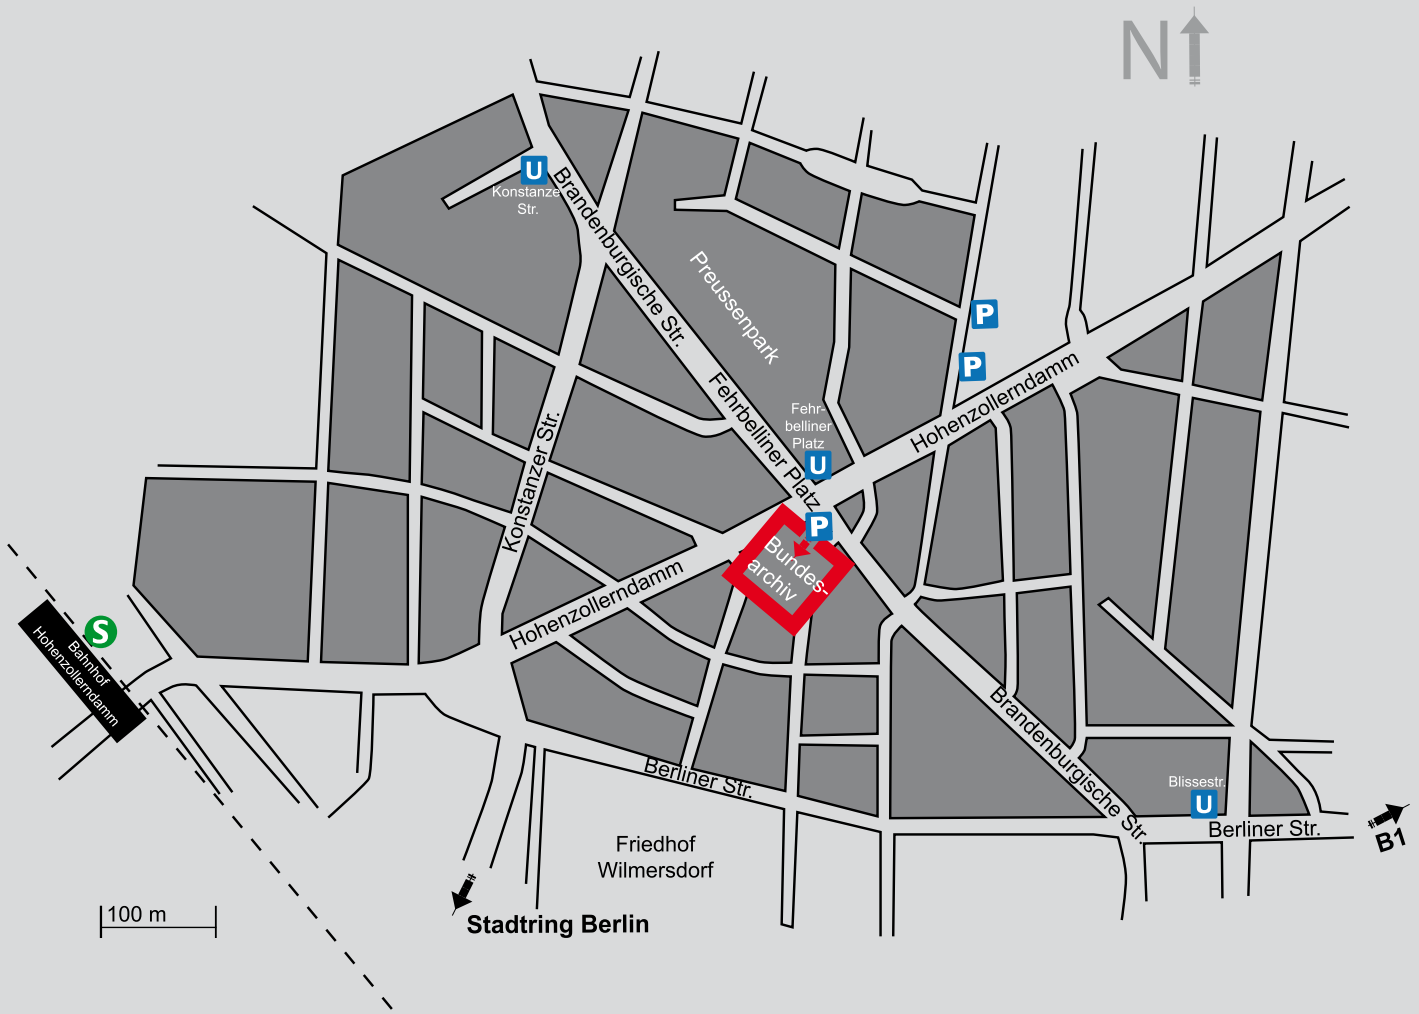 N
U
Konstanzer
Str.
Brandenburgische Str.
Preussenpark
P
P
Fehrbelliner Platz
Fehr-
belliner
Platz
U
Hohenzollerndamm
Konstanzer Str.
P
Bundes-
archiv
Hohenzollerndamm
S
Bahnhof
Hohenzollerndamm
Brandenburgische Str.
Berliner Str.
Blissestr.
U
Berliner Str.
B1
Friedhof
Wilmersdorf
100 m
Stadtring Berlin